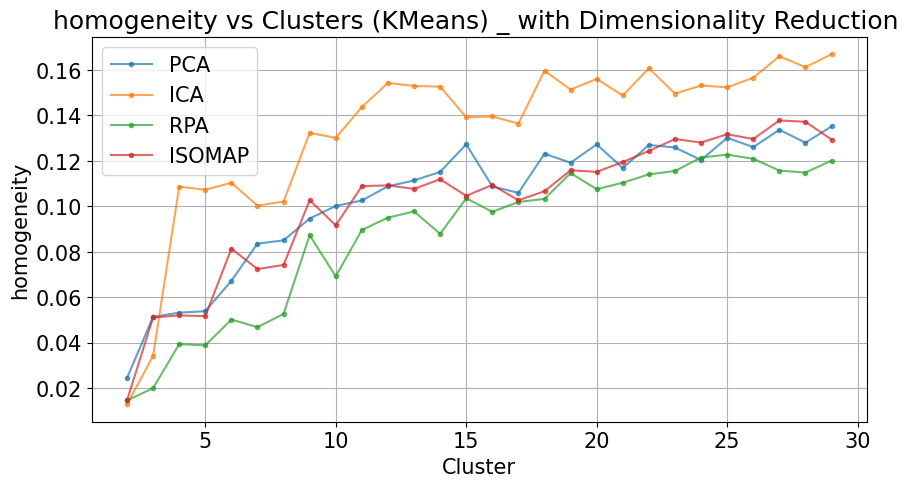 homogeneity vs Clusters (KMeans) _ with Dimensionality Reduction
PCA
ICA
RPA
ISOMAP
homogeneity
0.16
0.14
0.12
0.10
0.08
0.06
0.04
0.02
5
10
15
20
25
30
Cluster